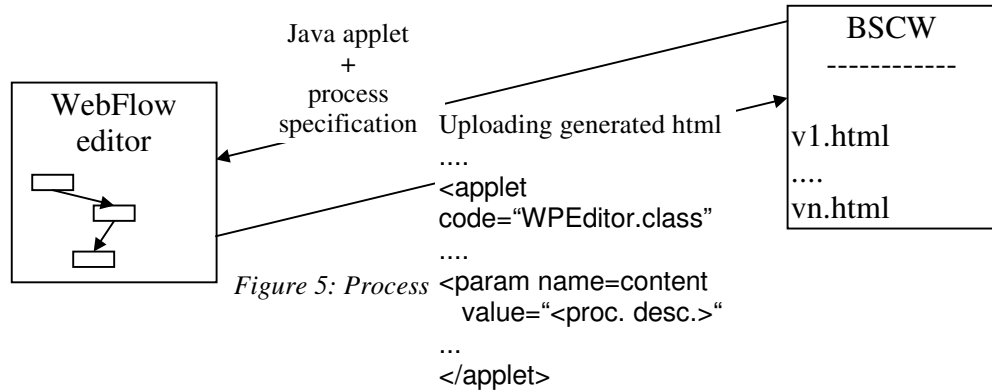 WebFlow
editor
Java applet
+
process
specification
Uploading generated html
....
<applet
code=“WPEditor.class”
....
<param name=content
value=“<proc. desc.>“
...
</applet>
Figure 5: Process
BSCW
------------
v1.html
....
vn.html